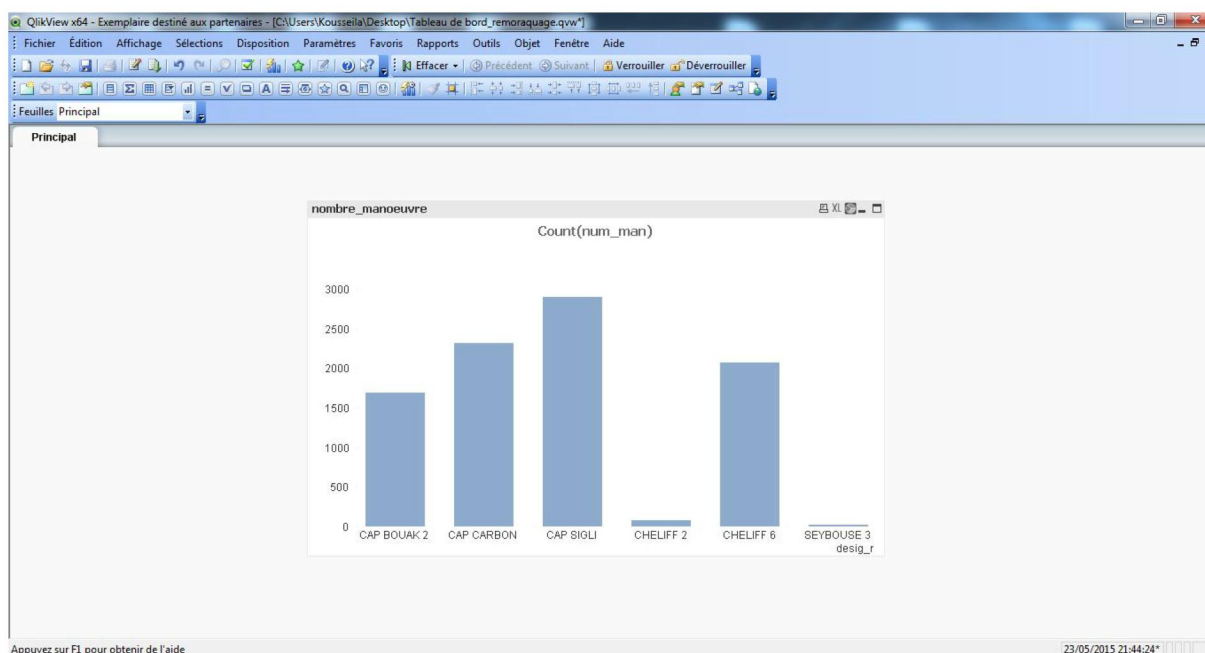 QlikView x64 - Exemplaire destiné aux partenaires - [C:\Users\Kousseila\Desktop\Tableau de bord_remoraquage.qvw*]
Fichier Édition Affichage Sélections Disposition Paramètres Favoris Rapports Outils Objet Fenêtre Aide
Effacer Précédent Suivant Verrouiller Déverrouiller
Feuilles Principal
Principal
nombre_manoeuvre XL
Count(num_man)
3000
2500
2000
1500
1000
500
0
CAP BOUAK 2 CAP CARBON CAP SIGLI CHELIFF 2 CHELIFF 6 SEYBOUSE 3
desig_r
Appuyez sur F1 pour obtenir de l'aide 23/05/2015 21:44:24*